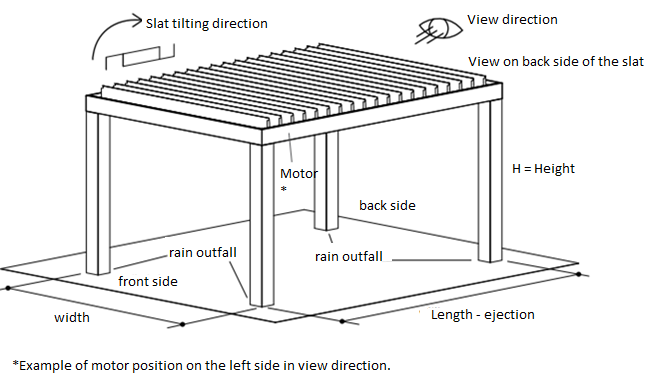 Slat tilting direction
View direction
View on back side of the slat
Motor
*
H = Height
back side
rain outfall
rain outfall
front side
width
Length - ejection
*Example of motor position on the left side in view direction.